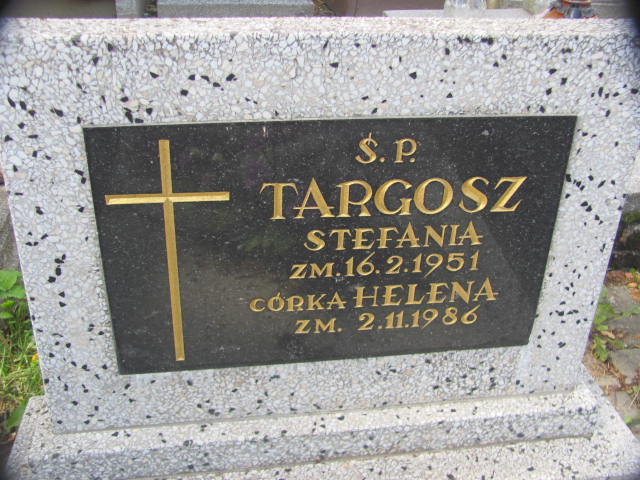 Ś. P.
TARGOSZ
STEFANIA
ZM. 16. 2. 1951
CÓRKA HELENA
ZM. 2.11.1986